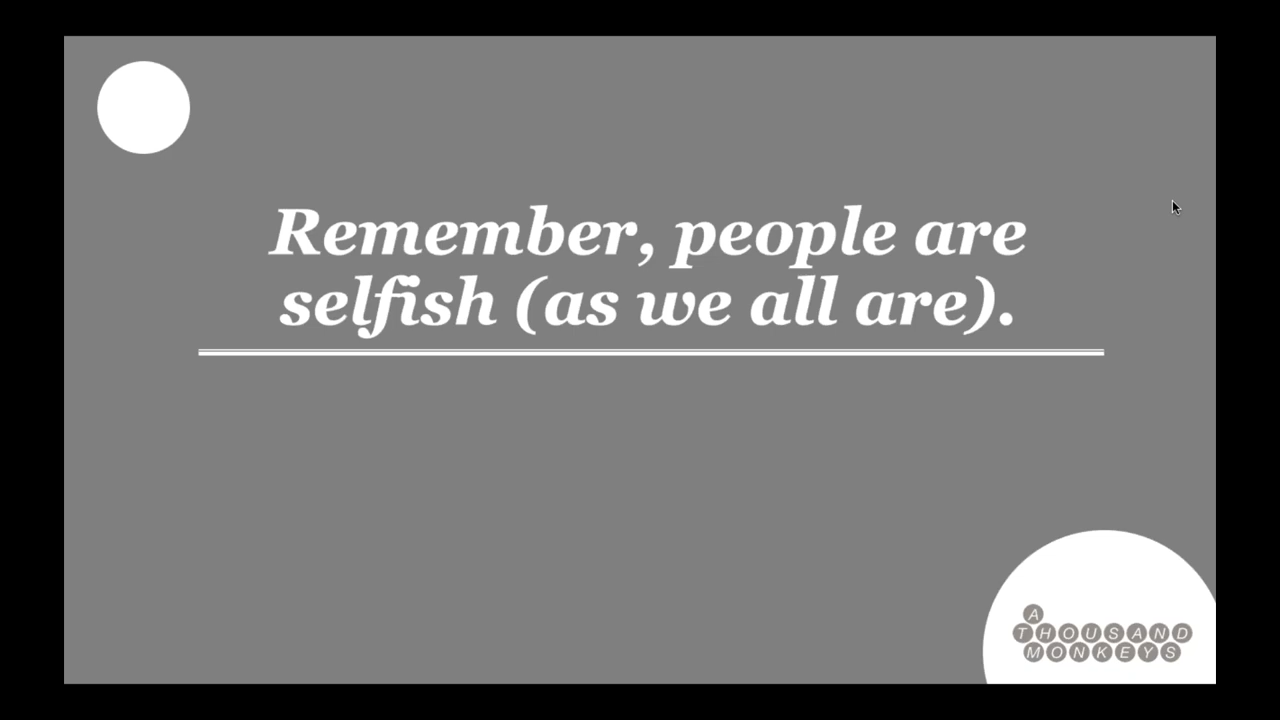 Remember, people are
selfish (as we all are).
A
THOUSAND
MONKEYS